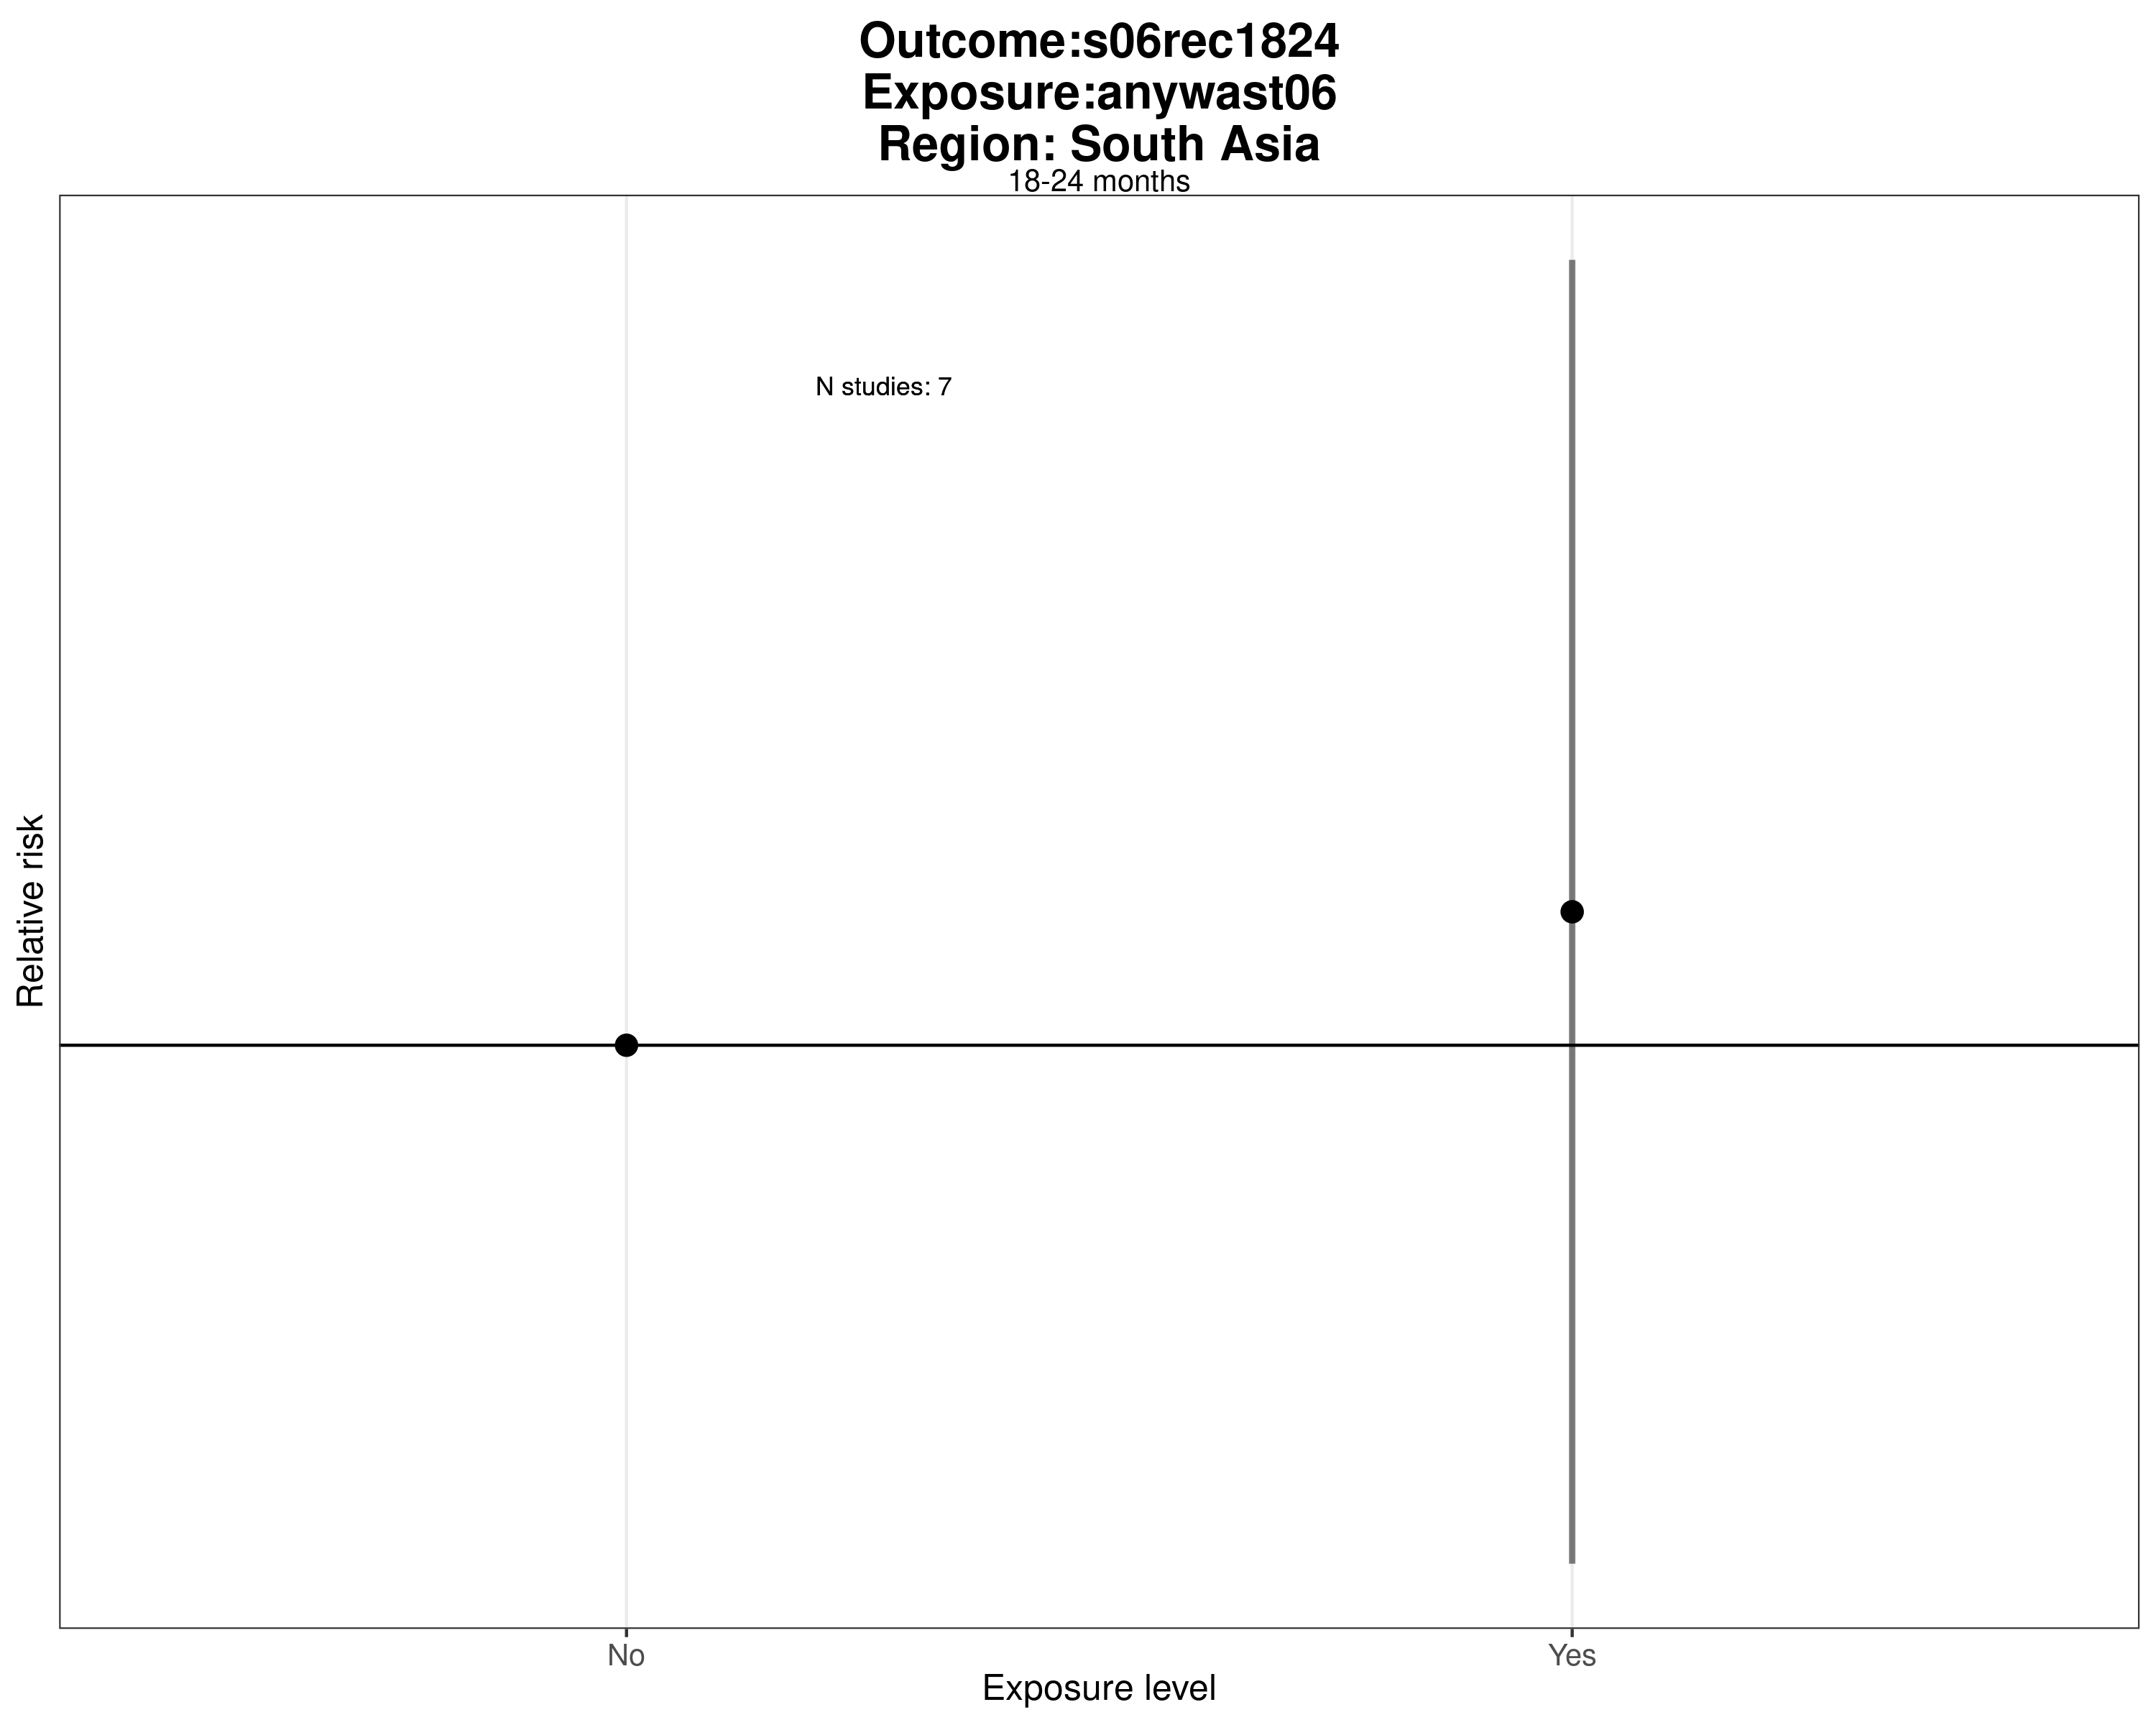 Outcome:s06rec1824
Exposure:anywast06
Region: South Asia
18-24 months
N studies: 7
Relative risk
No
Yes
Exposure level